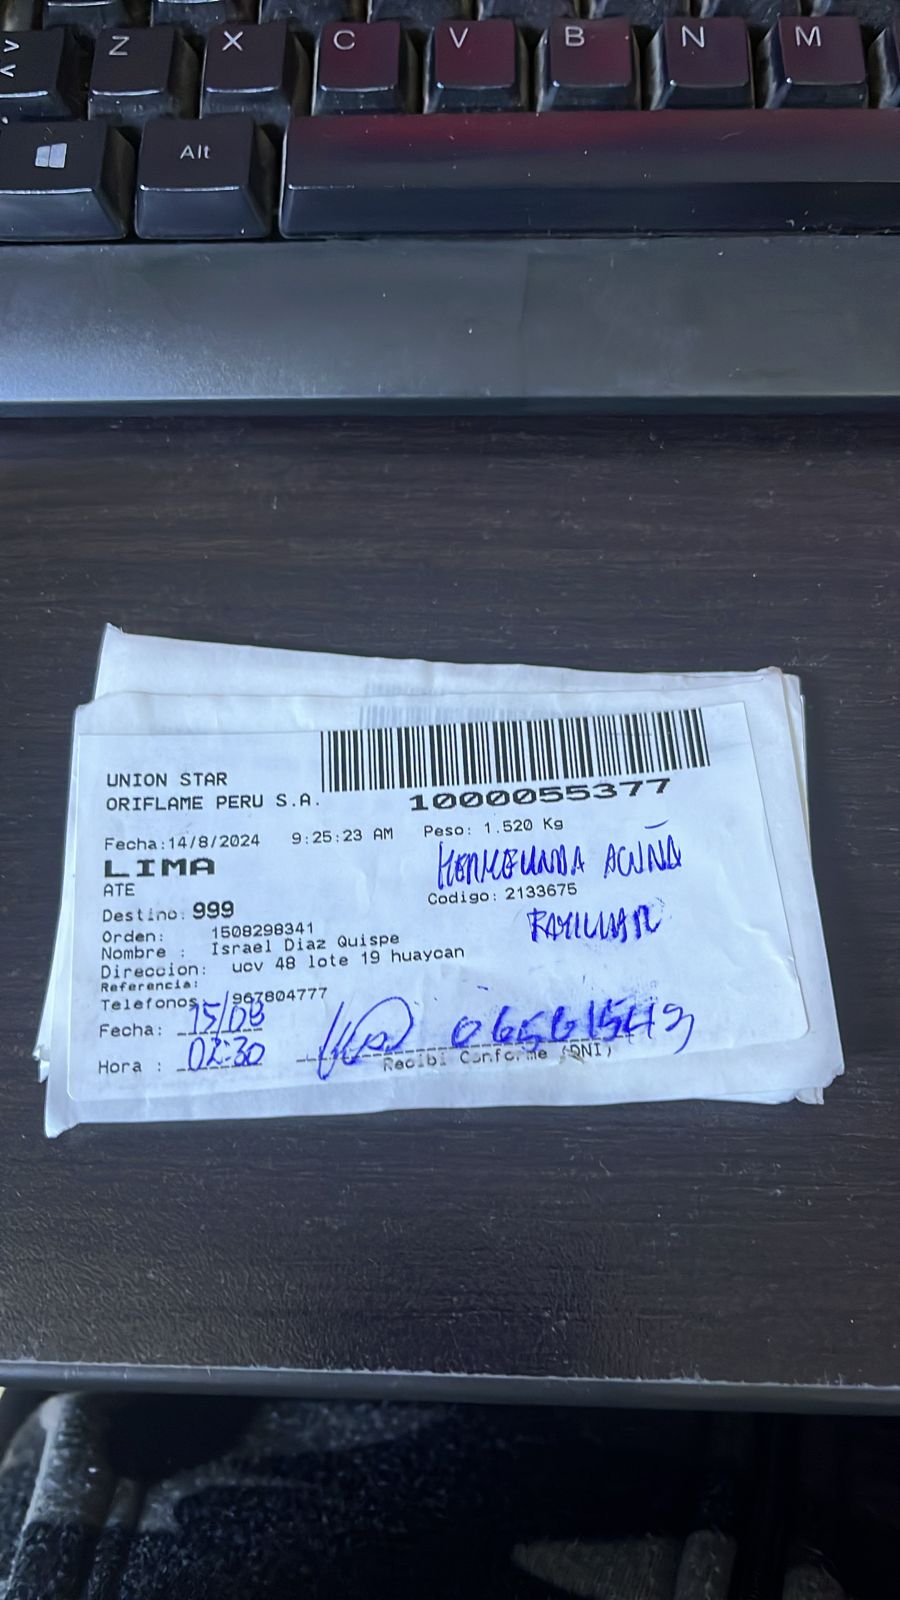 Z X C V B N M
Alt
UNION STAR
ORIFLAME PERU S.A.
1000055377
Fecha:14/8/2024 9:25:23 AM Peso: 1.520 Kg
LIMA
ATE
ACUÑA
Codigo: 2133675
Destino: 999
FAMILIAR
Orden: 1508298341
Nombre : Israel Diaz Quispe
Direccion: ucv 48 lote 19 huaycan
Referencia:
Telefonos: 967804777
Fecha: 15/08
Hora : 02:30
Recibi Conforme (DNI)